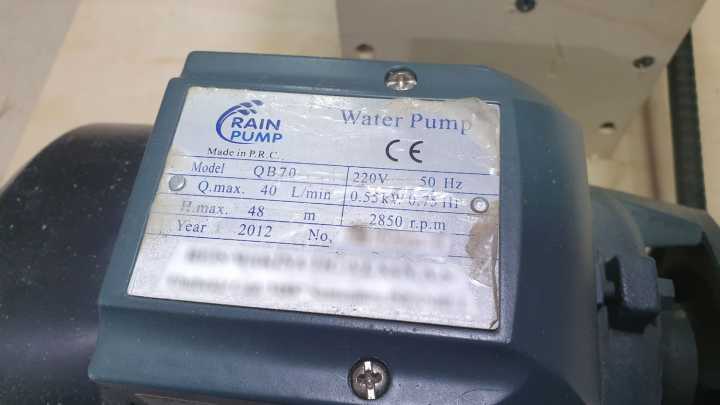 RAIN
PUMP
Water Pump
Made in P.R.C.
CE
Model QB70 220V 50 Hz
Q.max. 40 L/min 0.55kW/0.75 HP
H.max. 48 m 2850 r.p.m
Year 2012 No,